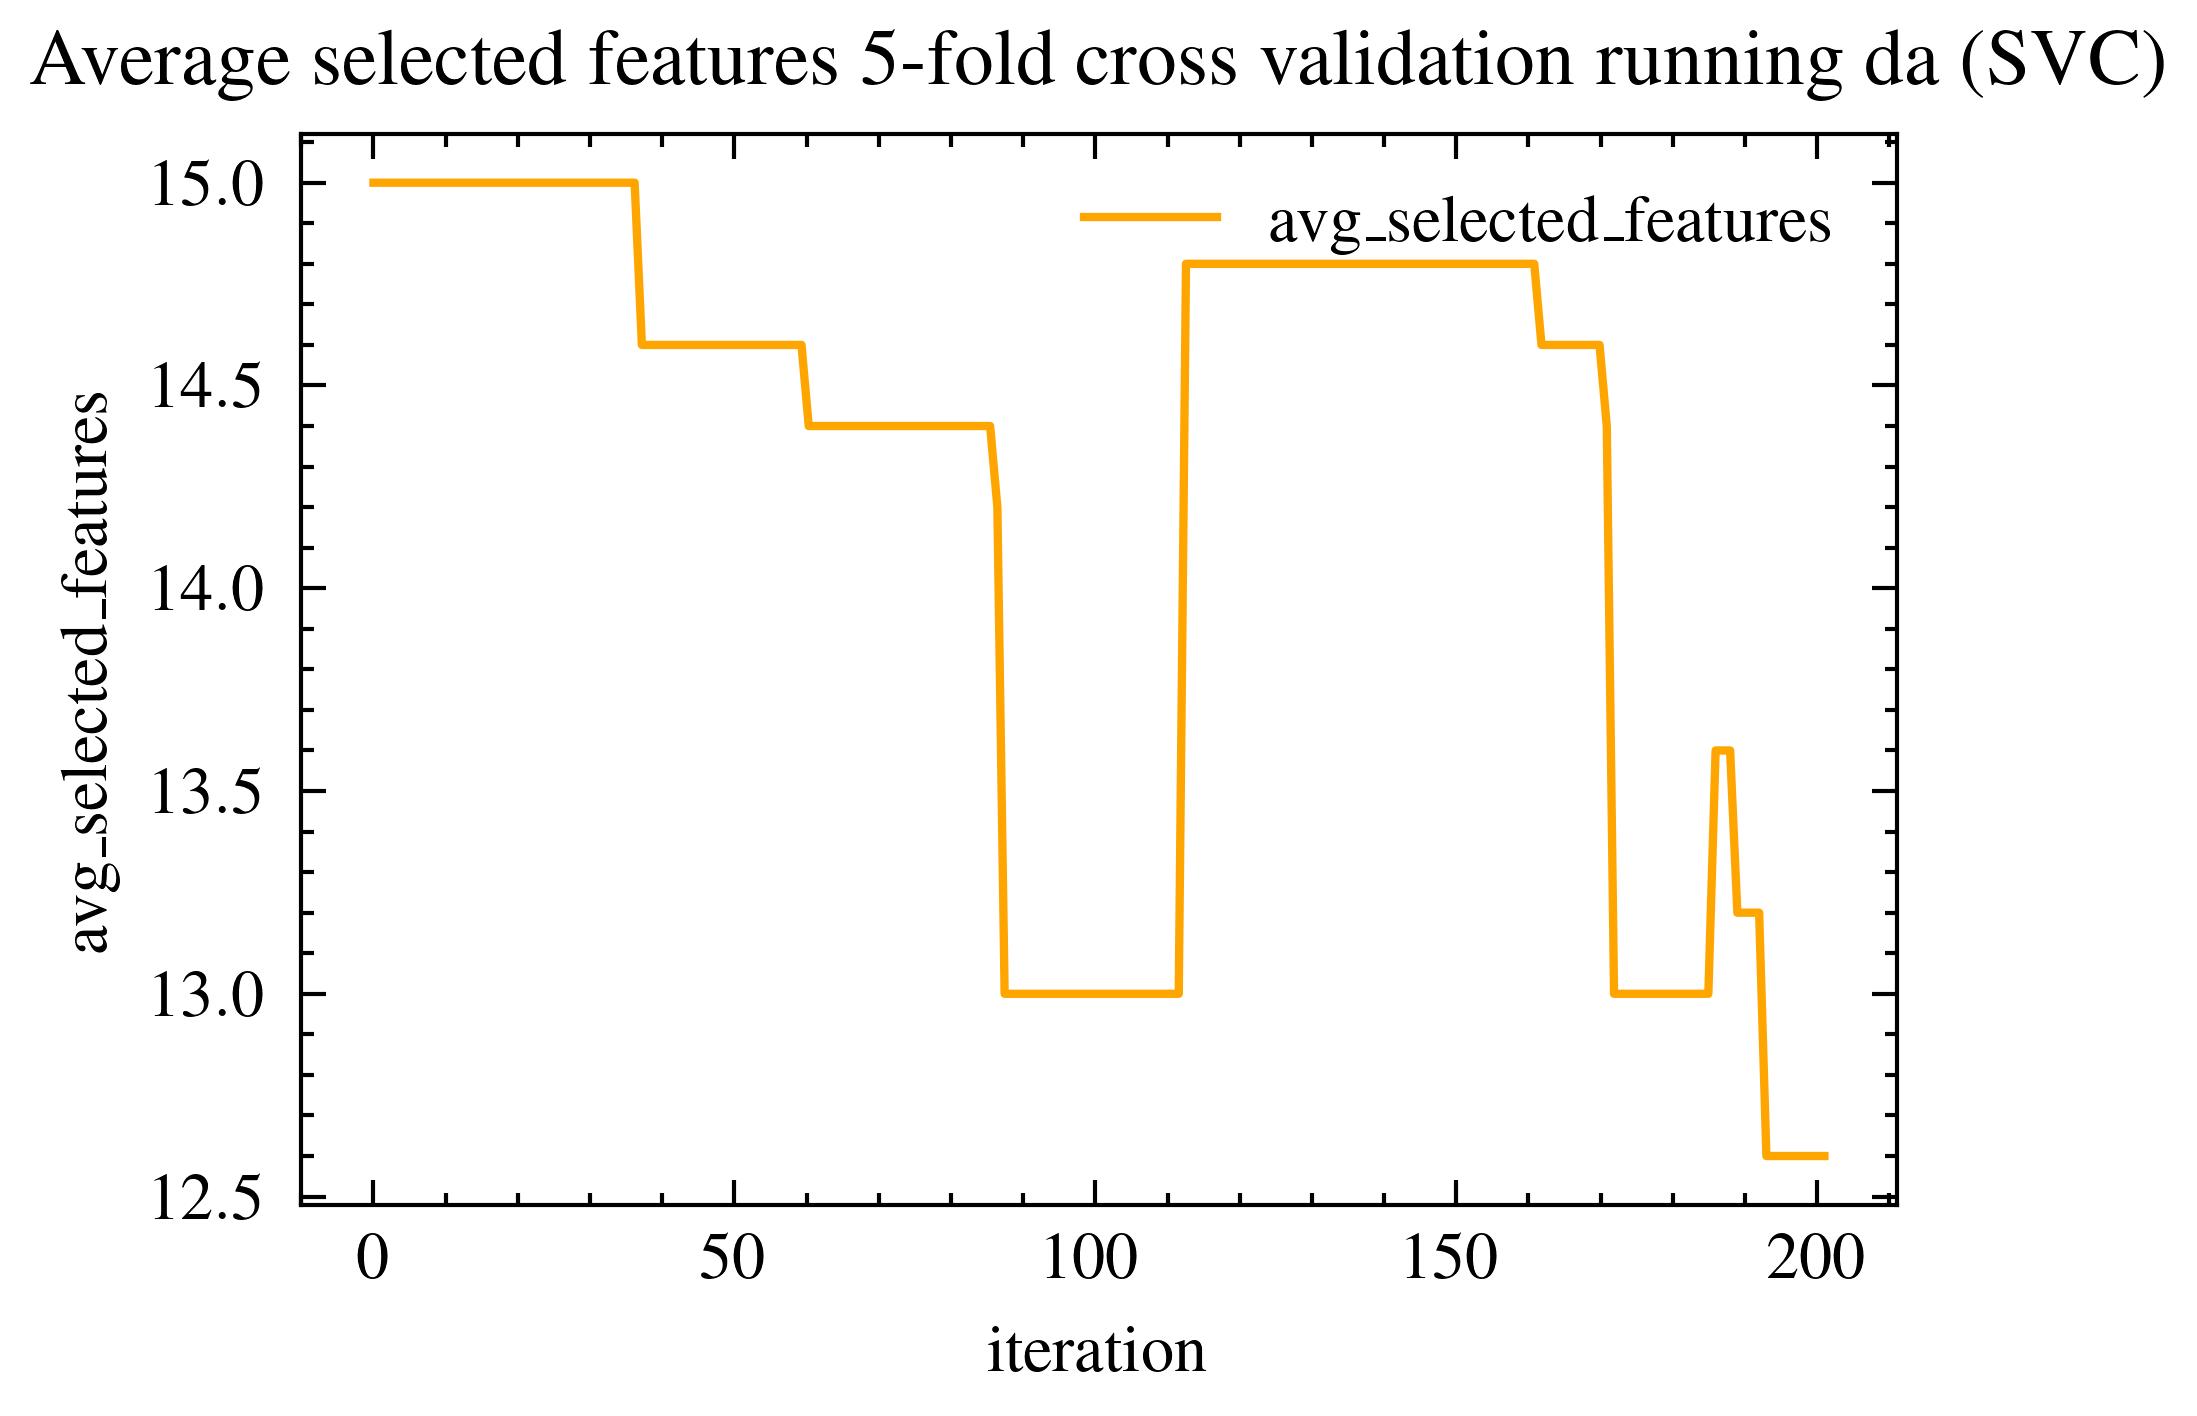 Average selected features 5-fold cross validation running da (SVC)
avg_selected_features
15.0
14.5
14.0
13.5
13.0
12.5
avg_selected_features
0 50 100 150 200
iteration